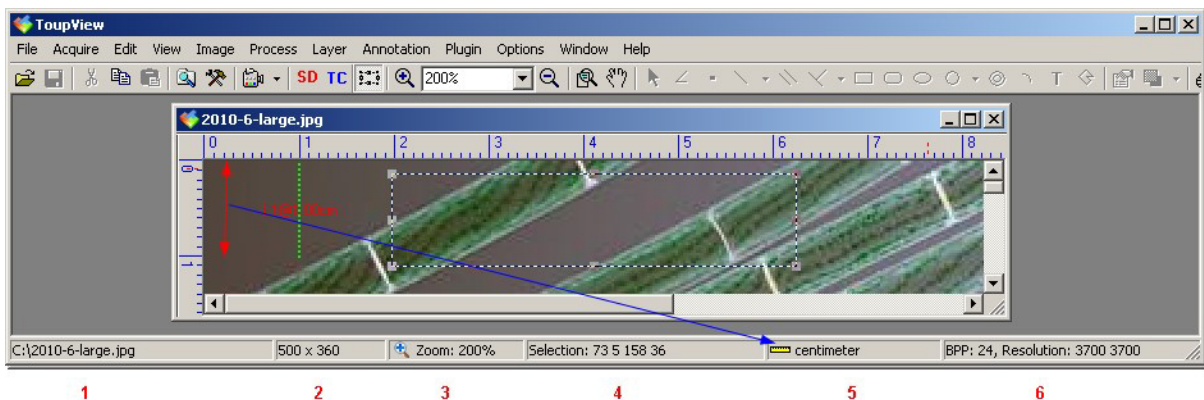 ToupView
File Acquire Edit View Image Process Layer Annotation Plugin Options Window Help
SD TC 200% T
2010-6-large.jpg
0 1 2 3 4 5 6 7 8
0
1
C:\2010-6-large.jpg 500 x 360 Zoom: 200% Selection: 73 5 158 36 centimeter BPP: 24, Resolution: 3700 3700
1 2 3 4 5 6